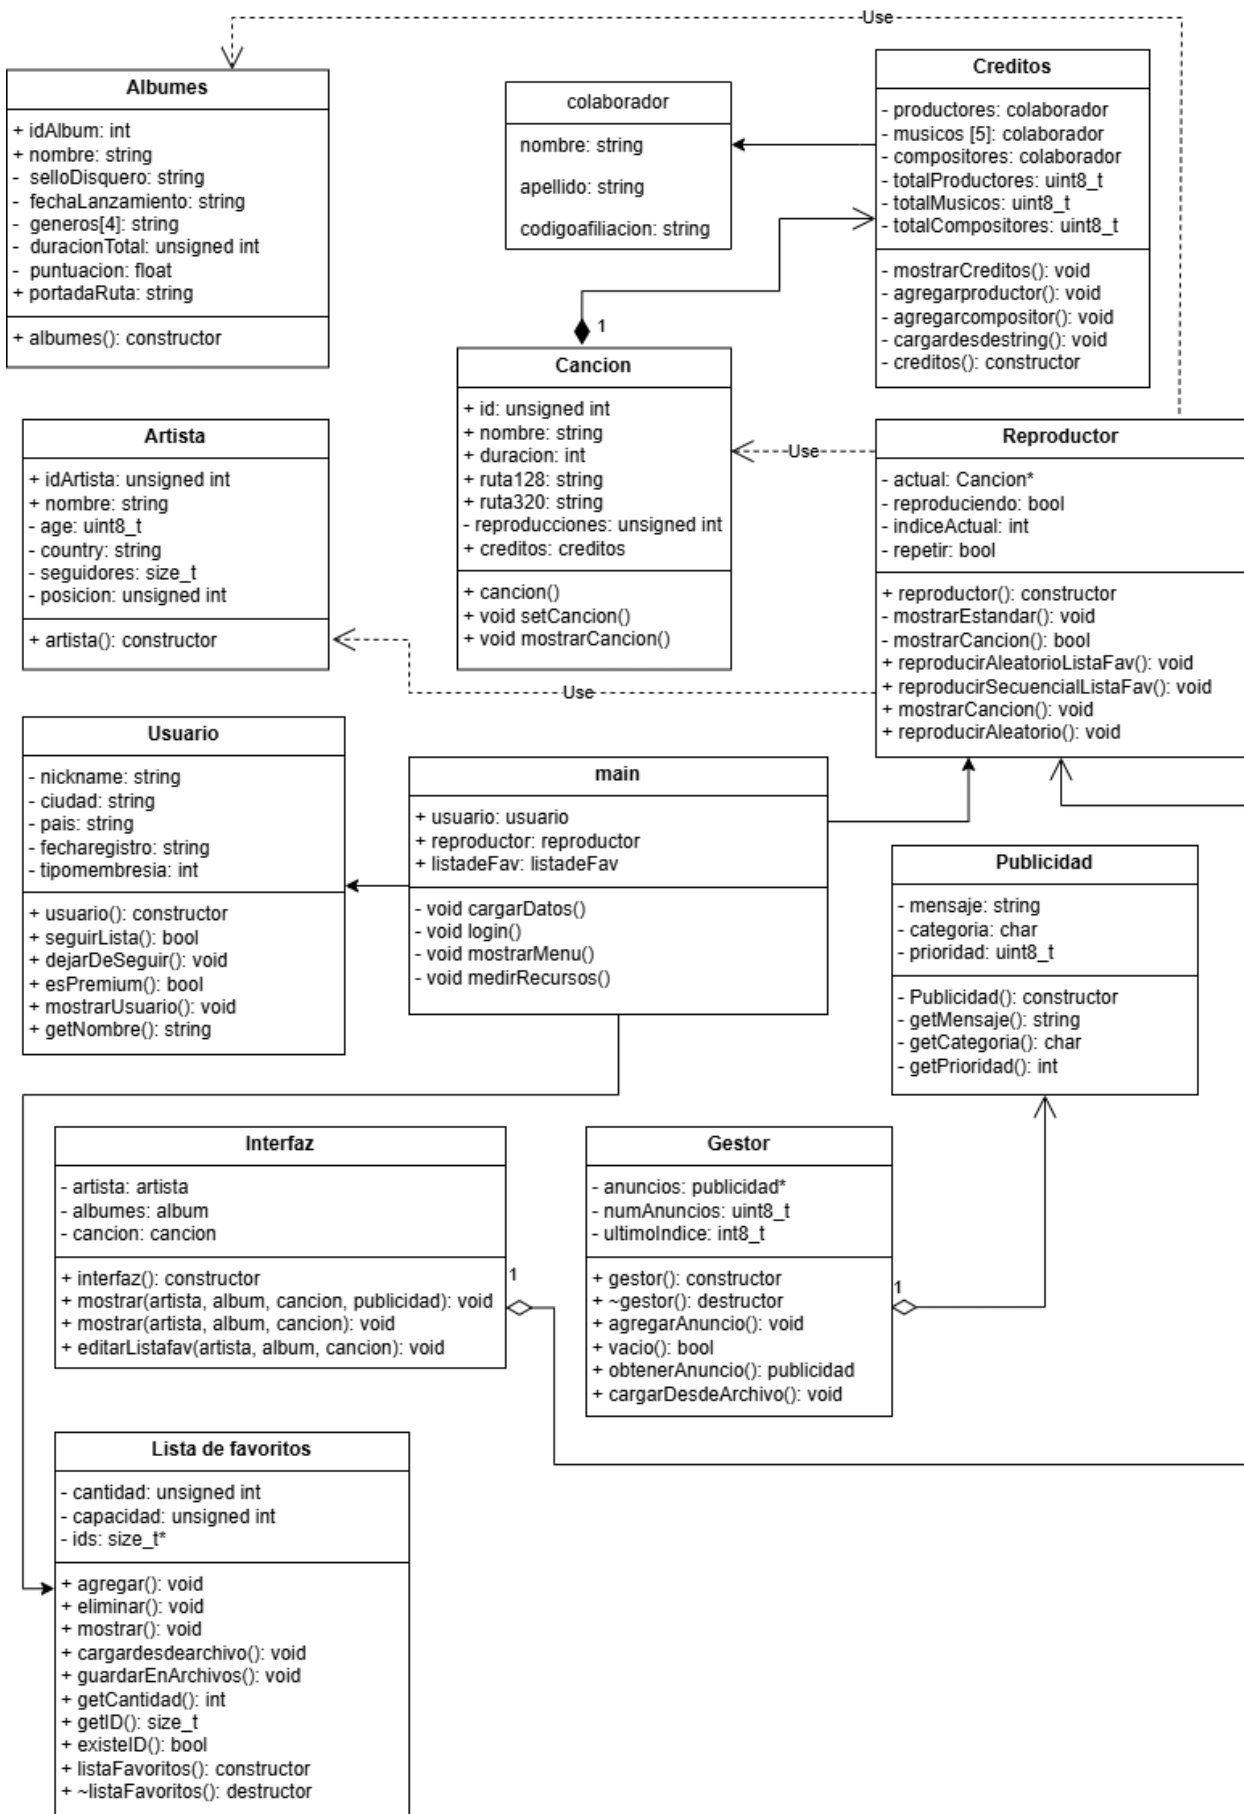 Use
Albumes
+ idAlbum: int
+ nombre: string
- selloDisquero: string
- fechaLanzamiento: string
- generos[4]: string
- duracionTotal: unsigned int
- puntuacion: float
+ portadaRuta: string
+ albumes(): constructor
colaborador
nombre: string
apellido: string
codigoafiliacion: string
Creditos
- productores: colaborador
- musicos [5]: colaborador
- compositores: colaborador
- totalProductores: uint8_t
- totalMusicos: uint8_t
- totalCompositores: uint8_t
- mostrarCreditos(): void
- agregarproductor(): void
- agregarcompositor(): void
- cargardesdestring(): void
- creditos(): constructor
1
Cancion
+ id: unsigned int
+ nombre: string
+ duracion: int
+ ruta128: string
+ ruta320: string
- reproducciones: unsigned int
+ creditos: creditos
+ cancion()
+ void setCancion()
+ void mostrarCancion()
Artista
+ idArtista: unsigned int
+ nombre: string
- age: uint8_t
- country: string
- seguidores: size_t
- posicion: unsigned int
+ artista(): constructor
Use
Use
Reproductor
- actual: Cancion*
- reproduciendo: bool
- indiceActual: int
- repetir: bool
+ reproductor(): constructor
- mostrarEstandar(): void
- mostrarCancion(): bool
+ reproducirAleatorioListaFav(): void
+ reproducirSecuencialListaFav(): void
+ mostrarCancion(): void
+ reproducirAleatorio(): void
Usuario
- nickname: string
- ciudad: string
- pais: string
- fecharegistro: string
- tipomembresia: int
+ usuario(): constructor
+ seguirLista(): bool
+ dejarDeSeguir(): void
+ esPremium(): bool
+ mostrarUsuario(): void
+ getNombre(): string
main
+ usuario: usuario
+ reproductor: reproductor
+ listadeFav: listadeFav
- void cargarDatos()
- void login()
- void mostrarMenu()
- void medirRecursos()
Publicidad
- mensaje: string
- categoria: char
- prioridad: uint8_t
- Publicidad(): constructor
- getMensaje(): string
- getCategoria(): char
- getPrioridad(): int
Interfaz
- artista: artista
- albumes: album
- cancion: cancion
+ interfaz(): constructor
+ mostrar(artista, album, cancion, publicidad): void
+ mostrar(artista, album, cancion): void
+ editarListafav(artista, album, cancion): void
1
Gestor
- anuncios: publicidad*
- numAnuncios: uint8_t
- ultimoIndice: int8_t
+ gestor(): constructor
+ ~gestor(): destructor
+ agregarAnuncio(): void
+ vacio(): bool
+ obtenerAnuncio(): publicidad
+ cargarDesdeArchivo(): void
1
Lista de favoritos
- cantidad: unsigned int
- capacidad: unsigned int
- ids: size_t*
+ agregar(): void
+ eliminar(): void
+ mostrar(): void
+ cargardesdearchivo(): void
+ guardarEnArchivos(): void
+ getCantidad(): int
+ getID(): size_t
+ existeID(): bool
+ listaFavoritos(): constructor
+ ~listaFavoritos(): destructor